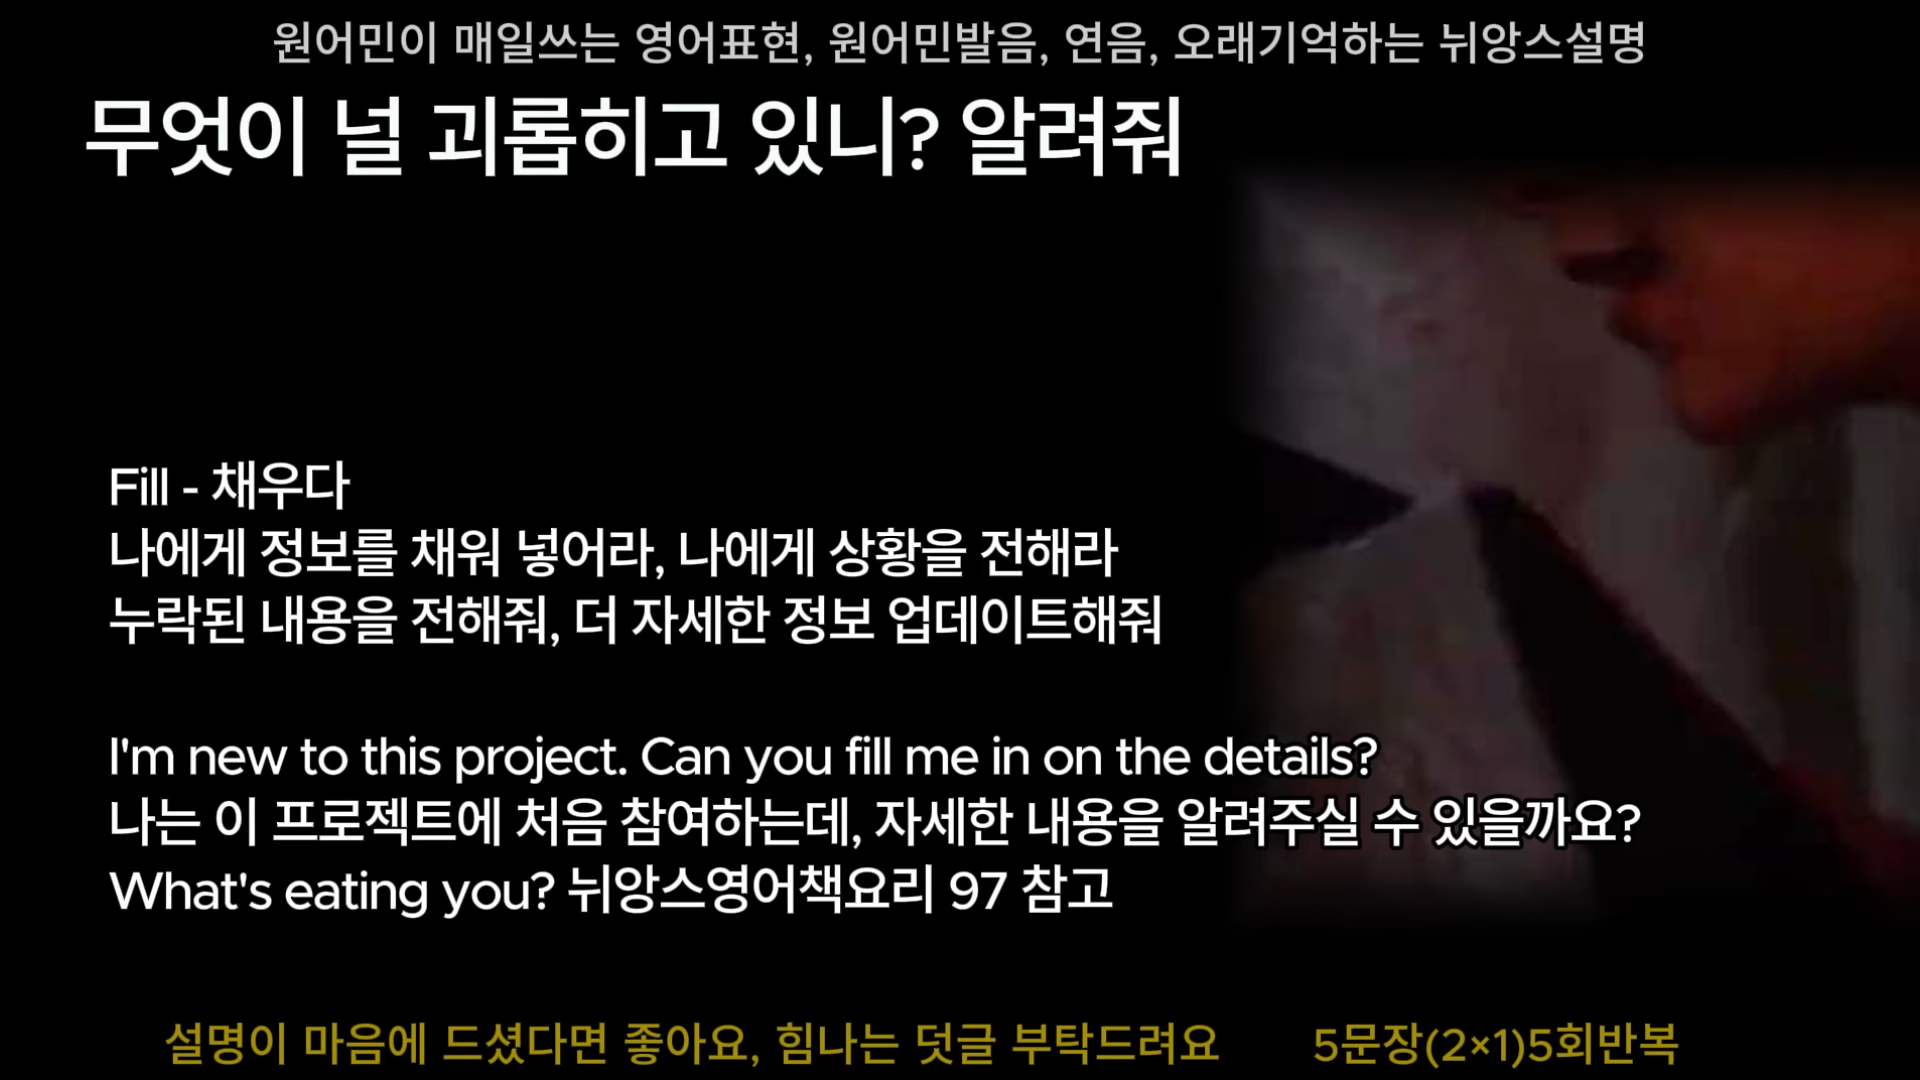 원어민이 매일쓰는 영어표현, 원어민발음, 연음, 오래기억하는 뉘앙스설명
무엇이 널 괴롭히고 있니? 알려줘
Fill - 채우다
나에게 정보를 채워 넣어라, 나에게 상황을 전해라
누락된 내용을 전해줘, 더 자세한 정보 업데이트해줘
I'm new to this project. Can you fill me in on the details?
나는 이 프로젝트에 처음 참여하는데, 자세한 내용을 알려주실 수 있을까요?
What's eating you? 뉘앙스영어책요리 97 참고
설명이 마음에 드셨다면 좋아요, 힘나는 덧글 부탁드려요 5문장(2×1)5회반복